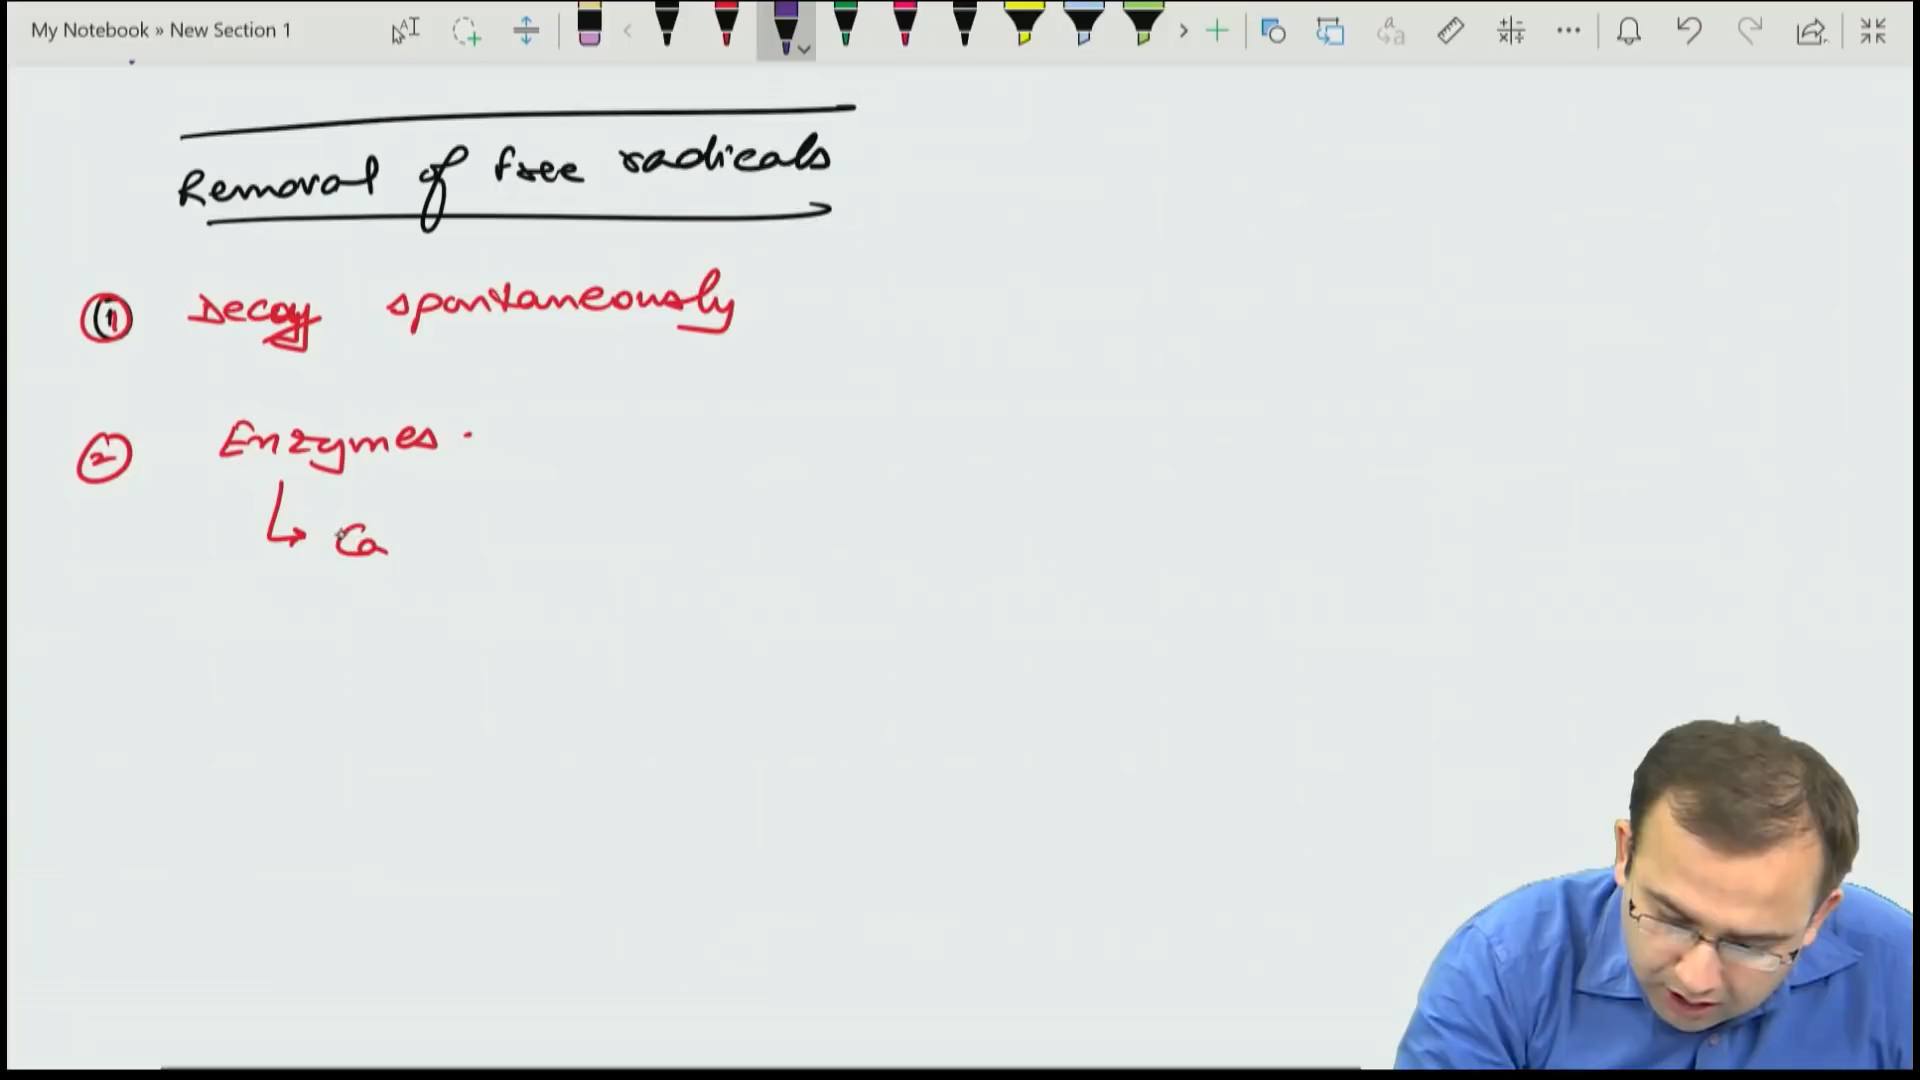 My Notebook » New Section 1
Removal of free radicals
① Decay spontaneously
② Enzymes.
Ca